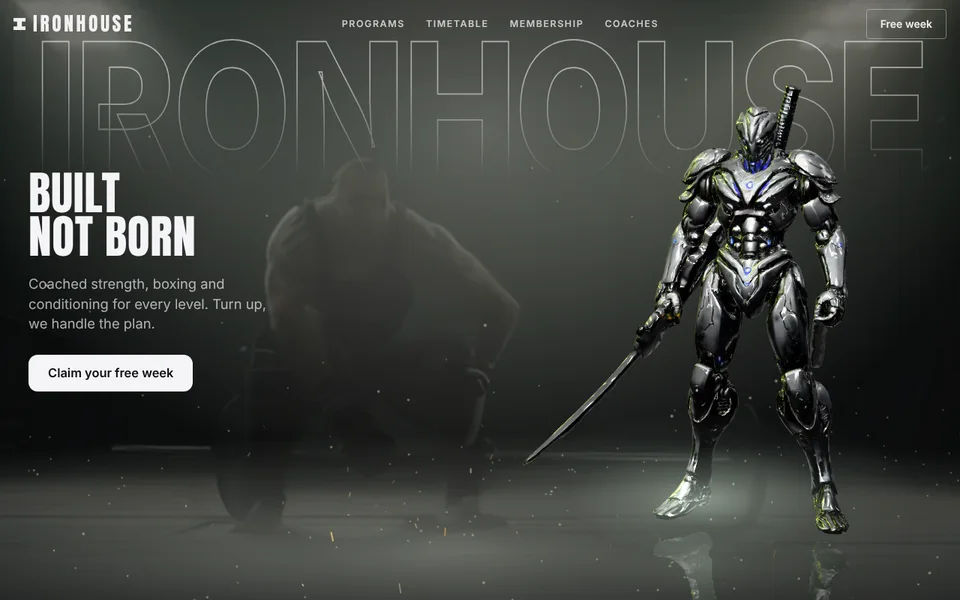 IRONHOUSE
PROGRAMS TIMETABLE MEMBERSHIP COACHES
Free week
IRONHOUSE
BUILT
NOT BORN
Coached strength, boxing and
conditioning for every level. Turn up,
we handle the plan.
Claim your free week